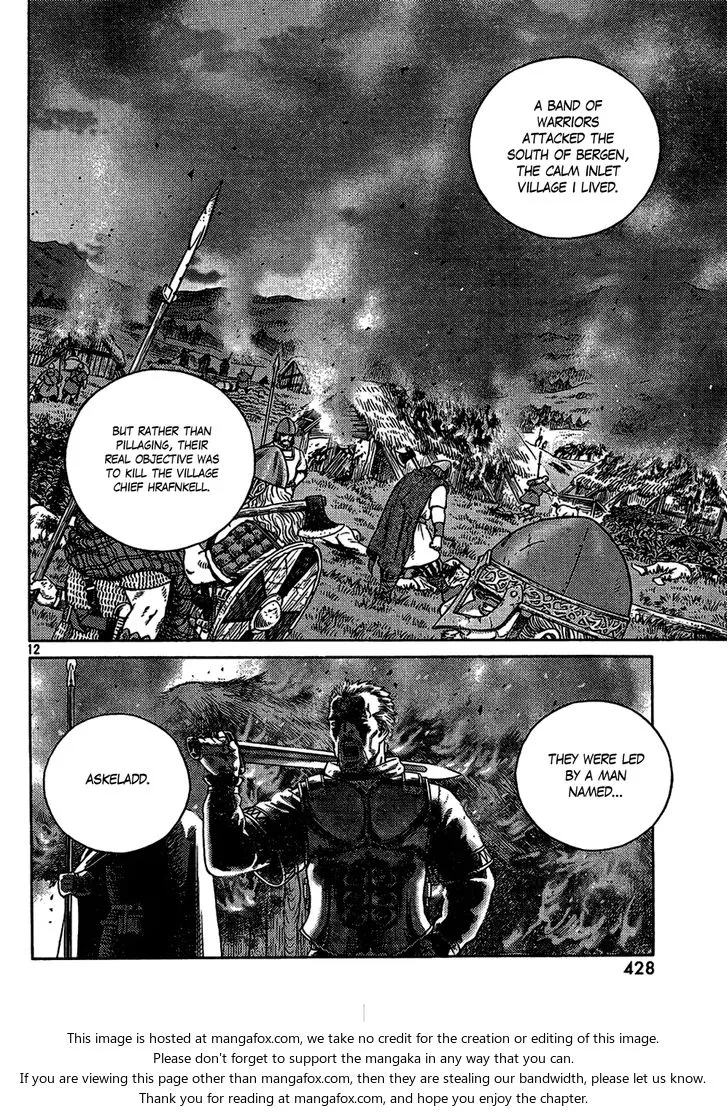 A BAND OF
WARRIORS
ATTACKED THE
SOUTH OF BERGEN,
THE CALM INLET
VILLAGE I LIVED.
BUT RATHER THAN
PILLAGING, THEIR
REAL OBJECTIVE WAS
TO KILL THE VILLAGE
CHIEF HRAFNKELL.
12
THEY WERE LED
BY A MAN
NAMED...
ASKELADD.
428
This image is hosted at mangafox.com, we take no credit for the creation or editing of this image.
Please don't forget to support the mangaka in any way that you can.
If you are viewing this page other than mangafox.com, then they are stealing our bandwidth, please let us know.
Thank you for reading at mangafox.com, and hope you enjoy the chapter.